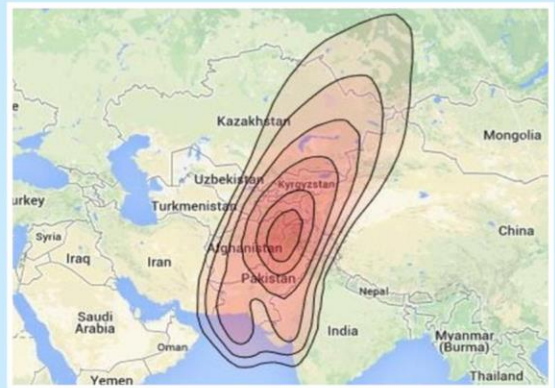 Kazakhstan
Mongolia
Uzbekistan
Kyrgyzstan
urkey
Turkmenistan
Syria
Afghanistan
China
Iraq
Iran
Pakistan
Nepal
Saudi
Arabia
India
Myanmar
(Burma)
Oman
Thailand
Yemen